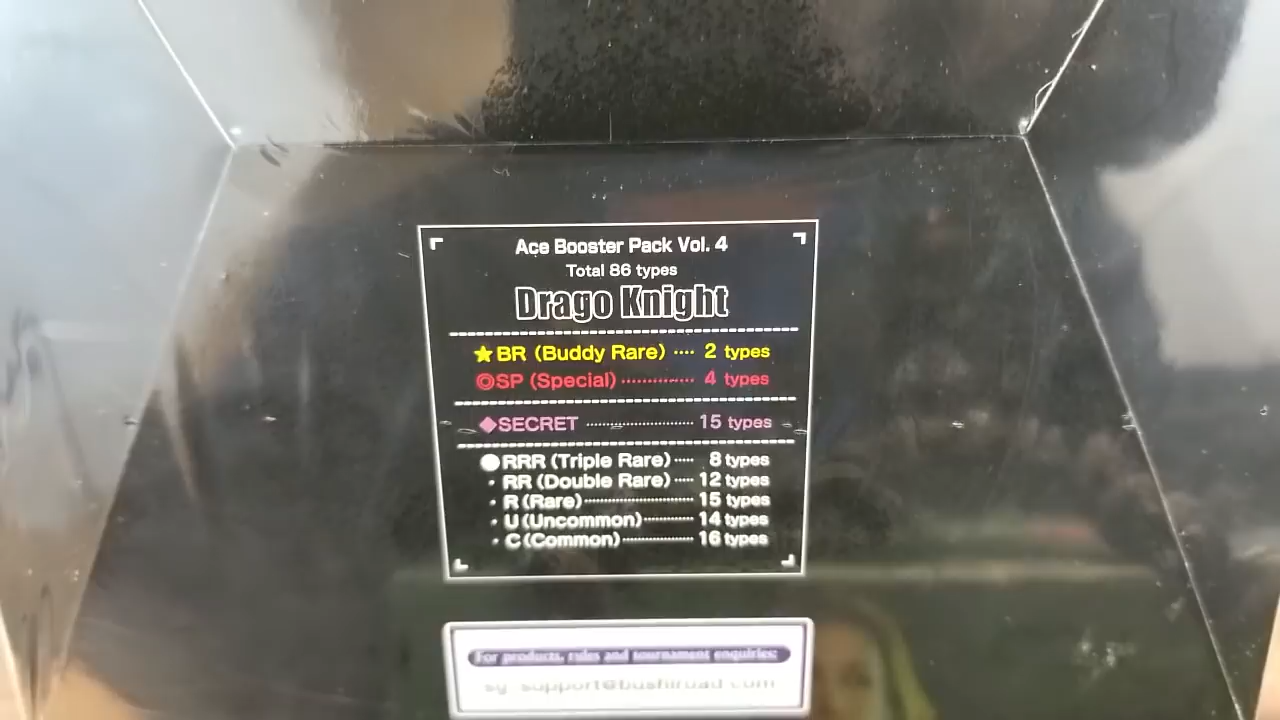 Ace Booster Pack Vol. 4
Total 86 types
Drago Knight
★BR (Buddy Rare) ···· 2 types
◎SP (Special) ·············· 4 types
◆SECRET ························ 15 types
●RRR (Triple Rare) ····· 8 types
· RR (Double Rare) ····· 12 types
· R (Rare) ························ 15 types
· U (Uncommon) ············ 14 types
· C (Common) ················ 16 types
For products, rules and tournament enquiries:
sg_support@bushiroad.com